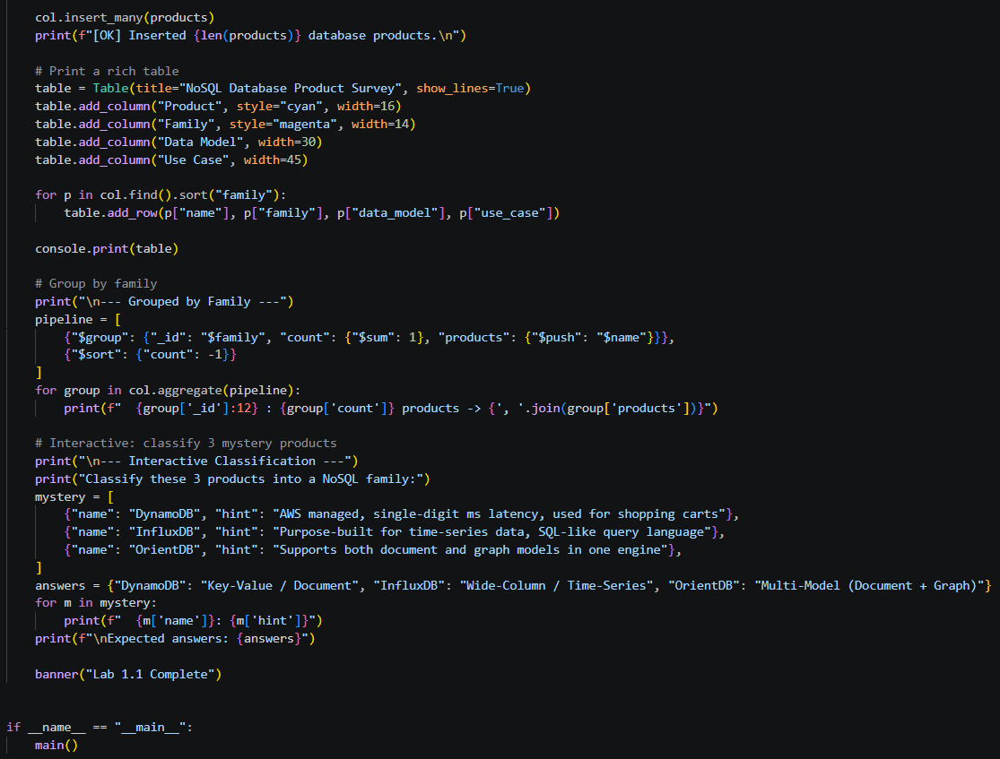 col.insert_many(products)
print(f"[OK] Inserted {len(products)} database products.\n")
# Print a rich table
table = Table(title="NoSQL Database Product Survey", show_lines=True)
table.add_column("Product", style="cyan", width=16)
table.add_column("Family", style="magenta", width=14)
table.add_column("Data Model", width=30)
table.add_column("Use Case", width=45)
for p in col.find().sort("family"):
table.add_row(p["name"], p["family"], p["data_model"], p["use_case"])
console.print(table)
# Group by family
print("\n--- Grouped by Family ---")
pipeline = [
{"$group": {"_id": "$family", "count": {"$sum": 1}, "products": {"$push": "$name"}}},
{"$sort": {"count": -1}}
]
for group in col.aggregate(pipeline):
print(f"  {group['_id']:12} : {group['count']} products -> {', '.join(group['products'])}")
# Interactive: classify 3 mystery products
print("\n--- Interactive Classification ---")
print("Classify these 3 products into a NoSQL family:")
mystery = [
{"name": "DynamoDB", "hint": "AWS managed, single-digit ms latency, used for shopping carts"},
{"name": "InfluxDB", "hint": "Purpose-built for time-series data, SQL-like query language"},
{"name": "OrientDB", "hint": "Supports both document and graph models in one engine"},
]
answers = {"DynamoDB": "Key-Value / Document", "InfluxDB": "Wide-Column / Time-Series", "OrientDB": "Multi-Model (Document + Graph)"}
for m in mystery:
print(f"  {m['name']}: {m['hint']}")
print(f"\nExpected answers: {answers}")
banner("Lab 1.1 Complete")
if __name__ == "__main__":
main()